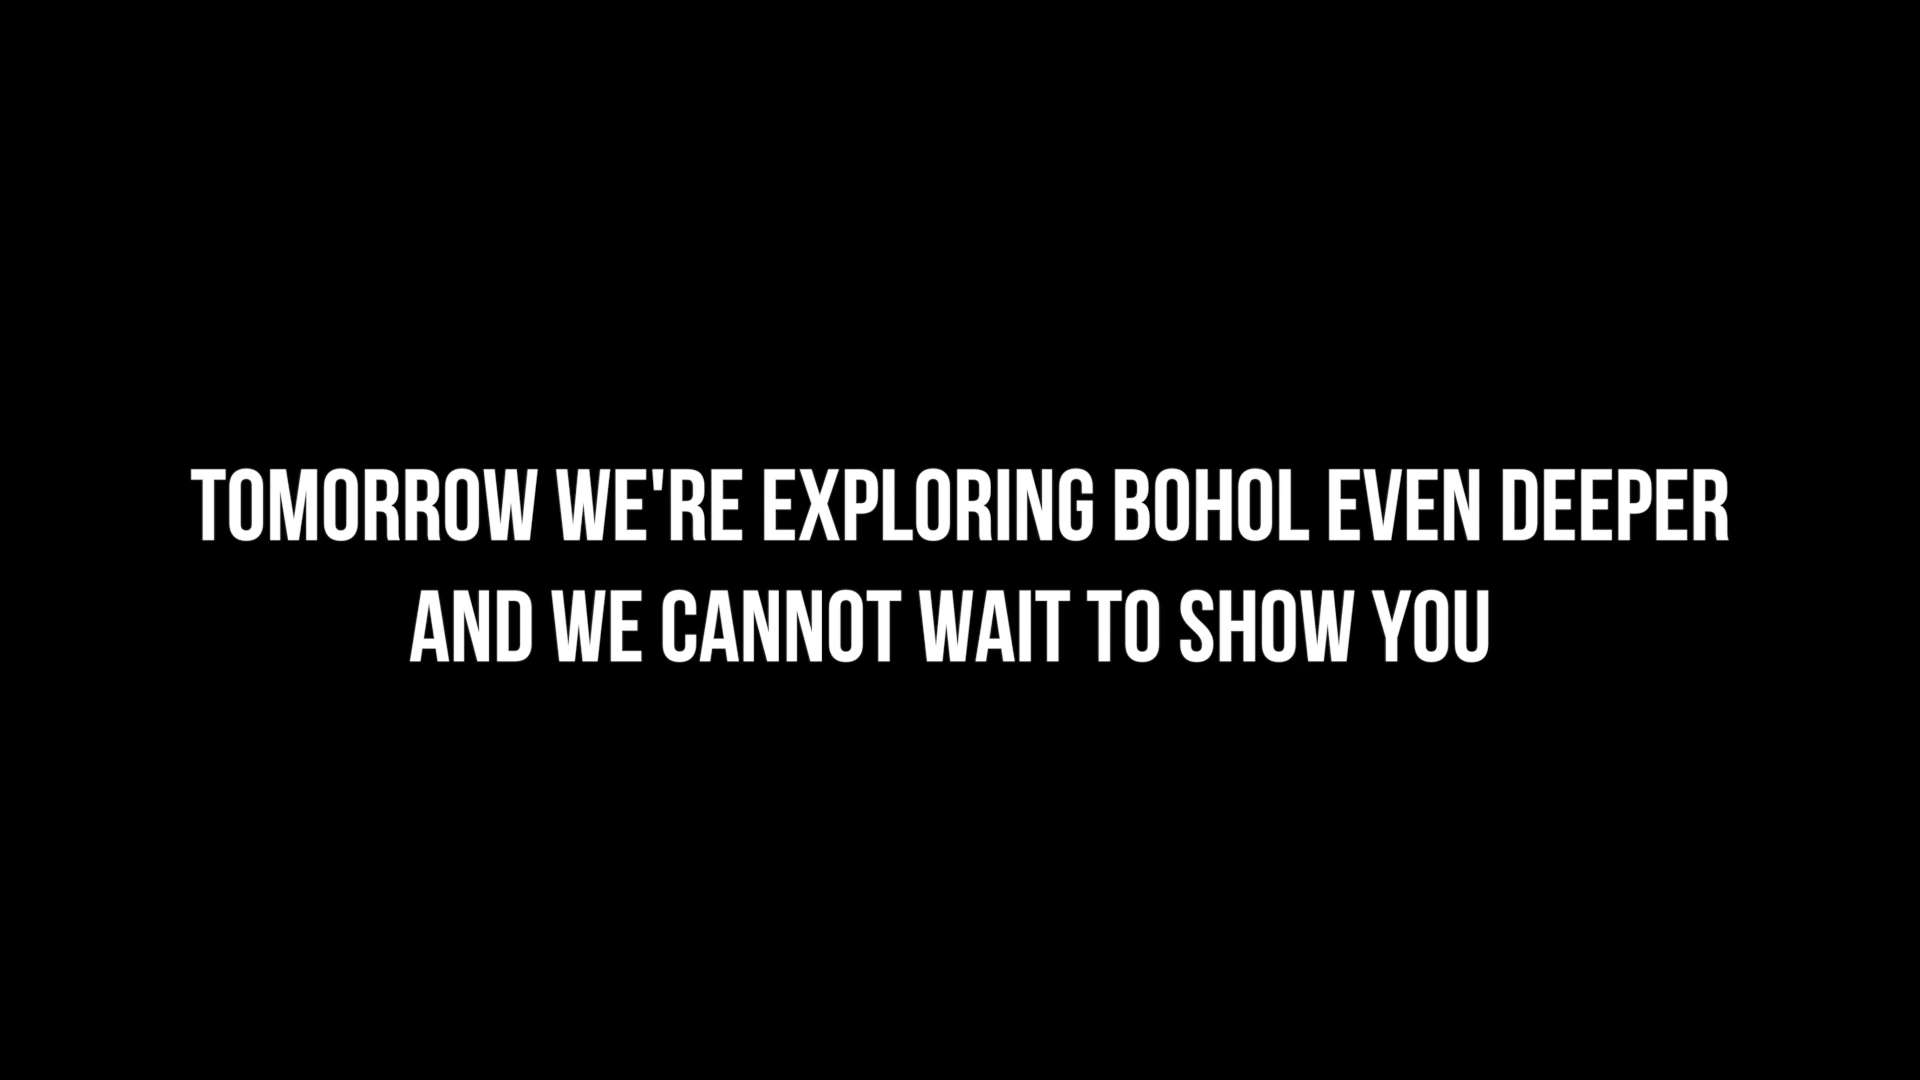 TOMORROW WE'RE EXPLORING BOHOL EVEN DEEPER
AND WE CANNOT WAIT TO SHOW YOU